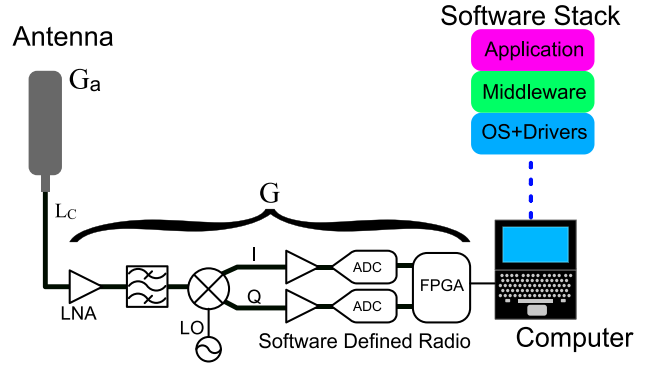 Software Stack
Antenna
Application
Ga
Middleware
OS+Drivers
G
LC
I
ADC
FPGA
LNA
Q
ADC
LO
Software Defined Radio
Computer